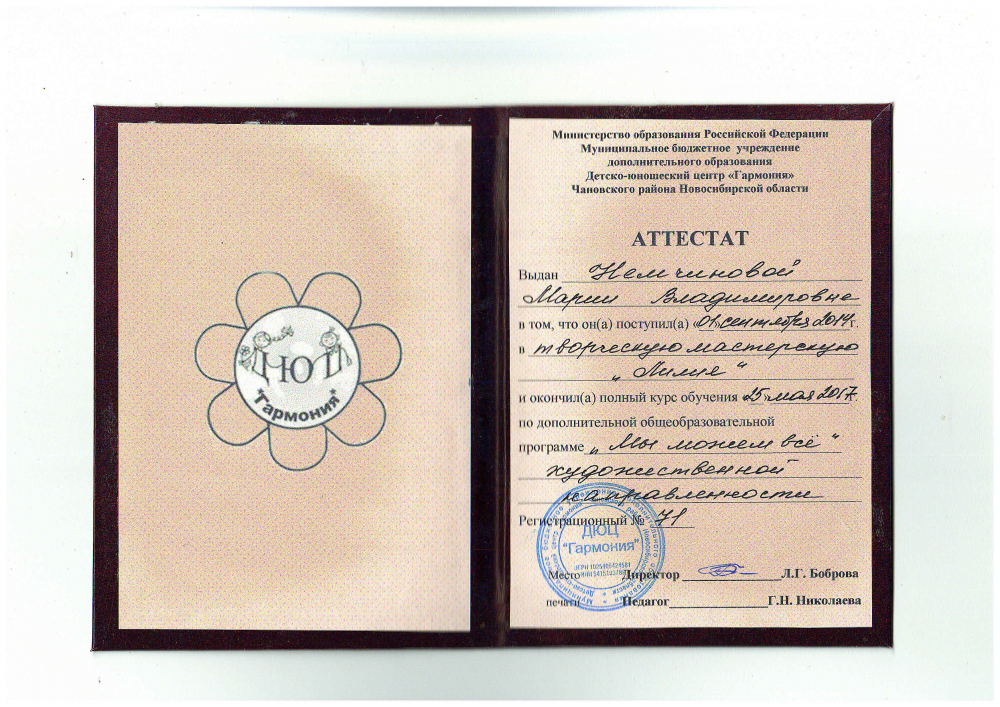 ДЮЦ
"Гармония"
Министерство образования Российской Федерации
Муниципальное бюджетное учреждение
дополнительного образования
Детско-юношеский центр «Гармония»
Чановского района Новосибирской области
АТТЕСТАТ
Выдан Немчиновой
Марии Владимировне
в том, что он(а) поступил(а) «01» сентября 2014г.
в творческую мастерскую
„Лилия“
и окончил(а) полный курс обучения «25» мая 2017г.
по дополнительной общеобразовательной
программе „Мы можем всё“
художественной
направленности
Регистрационный № 71
ДЮЦ
"Гармония"
Место Директор Л.Г. Боброва
печати Педагог Г.Н. Николаева